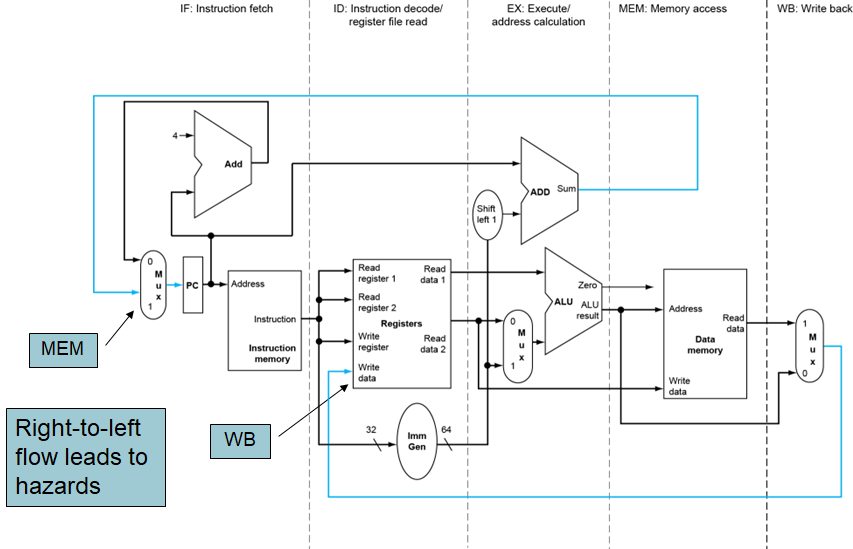 IF: Instruction fetch
ID: Instruction decode/
register file read
EX: Execute/
address calculation
MEM: Memory access
WB: Write back
4
Add
ADD
Sum
Shift
left 1
0
M
u
x
1
PC
Address
Instruction
Instruction
memory
Read
register 1
Read
register 2
Write
register
Write
data
Registers
Read
data 1
Read
data 2
0
M
u
x
1
Zero
ALU
ALU
result
Address
Read
data
Data
memory
Write
data
1
M
u
x
0
MEM
WB
32
Imm
Gen
64
Right-to-left
flow leads to
hazards